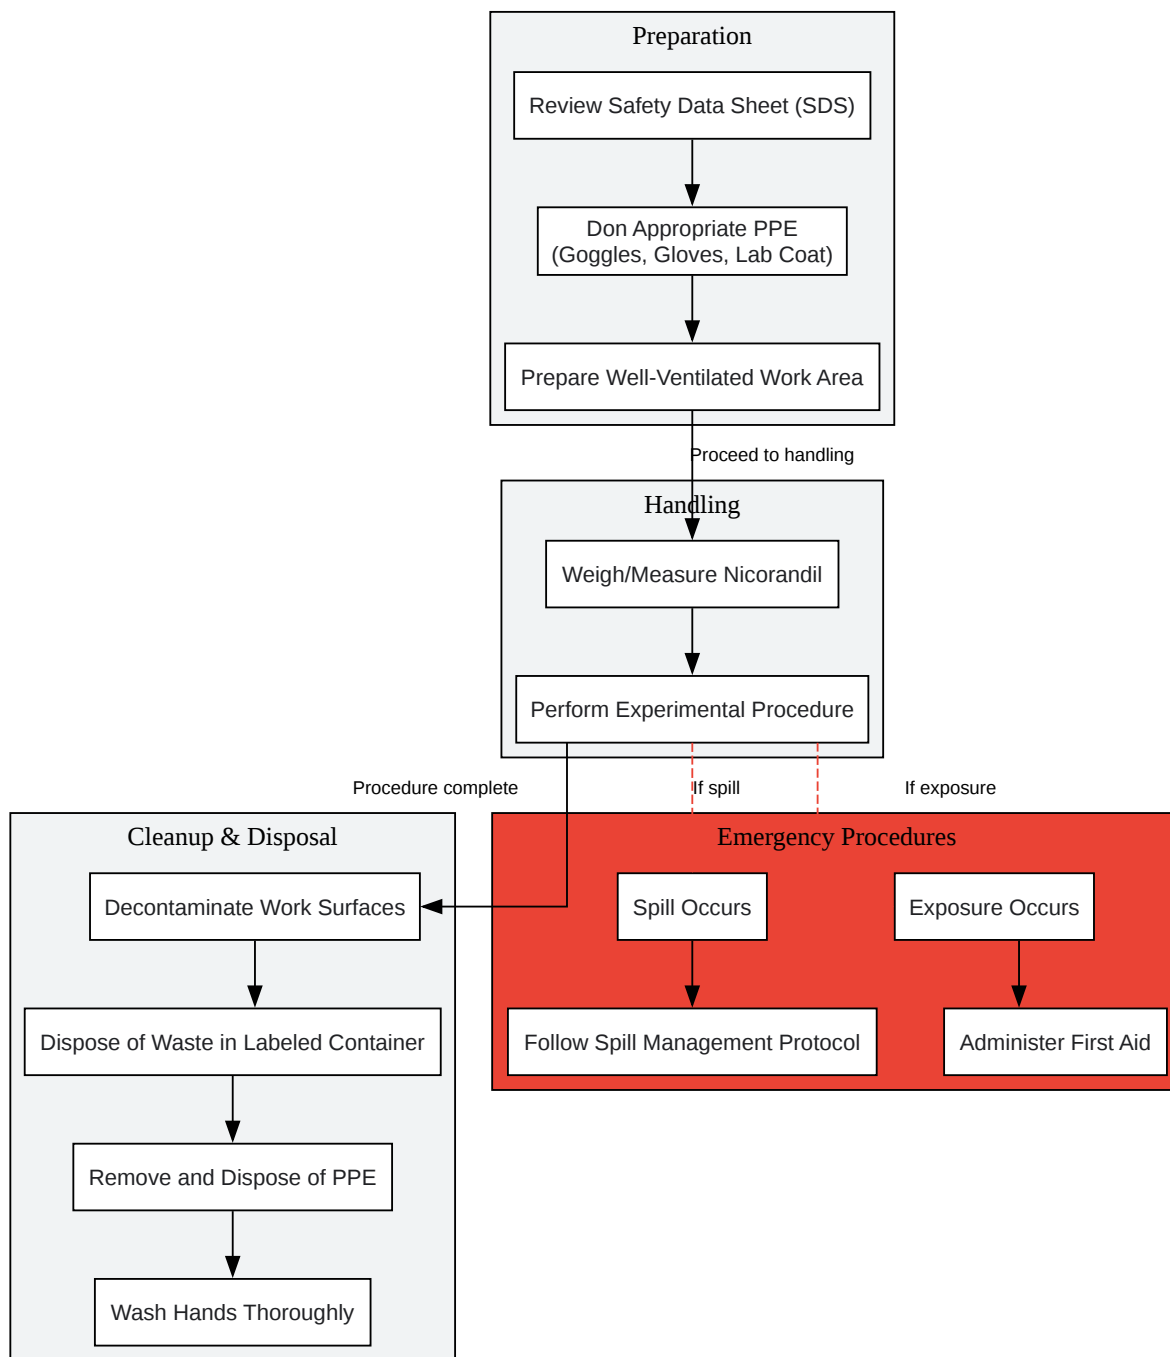 Preparation
Review Safety Data Sheet (SDS)
Don Appropriate PPE
(Goggles, Gloves, Lab Coat)
Prepare Well-Ventilated Work Area
Proceed to handling
Handling
Weigh/Measure Nicorandil
Perform Experimental Procedure
Procedure complete
If spill
If exposure
Cleanup & Disposal
Decontaminate Work Surfaces
Dispose of Waste in Labeled Container
Remove and Dispose of PPE
Wash Hands Thoroughly
Emergency Procedures
Spill Occurs
Exposure Occurs
Follow Spill Management Protocol
Administer First Aid